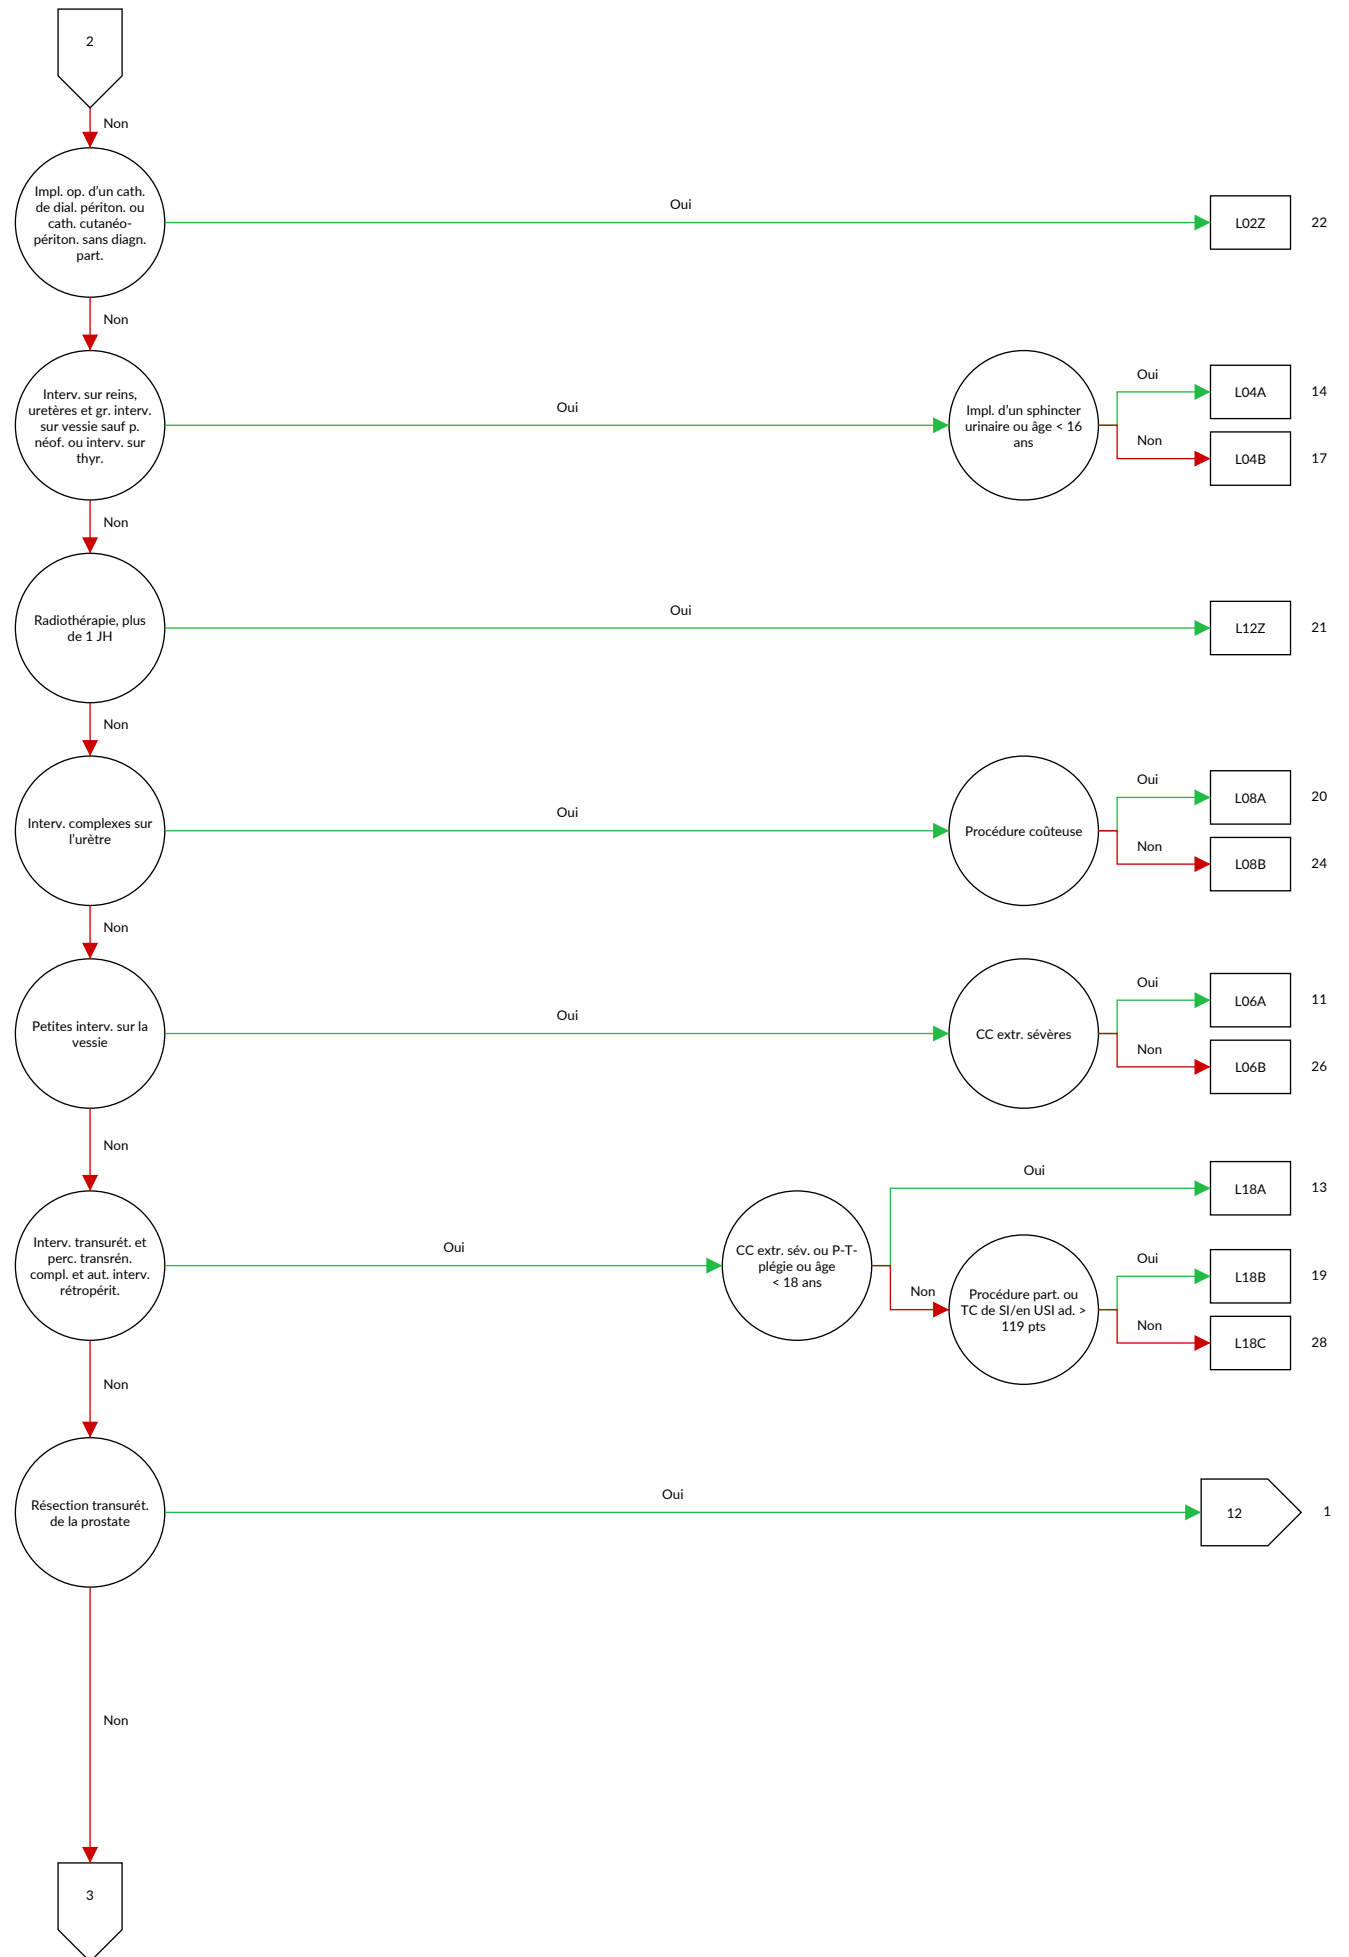 2
Non
Impl. op. d'un cath.
de dial. périton. ou
cath. cutanéo-
périton. sans diagn.
part.
Oui
L02Z
22
Non
Interv. sur reins,
uretères et gr. interv.
sur vessie sauf p.
néof. ou interv. sur
thyr.
Oui
Impl. d'un sphincter
urinaire ou âge < 16
ans
Oui
L04A
14
Non
L04B
17
Non
Radiothérapie, plus
de 1 JH
Oui
L12Z
21
Non
Interv. complexes sur
l'urètre
Oui
Procédure coûteuse
Oui
L08A
20
Non
L08B
24
Non
Petites interv. sur la
vessie
Oui
CC extr. sévères
Oui
L06A
11
Non
L06B
26
Non
Interv. transurét. et
perc. transrén.
compl. et aut. interv.
rétropérit.
Oui
CC extr. sév. ou P-T-
plégie ou âge
< 18 ans
Oui
L18A
13
Non
Procédure part. ou
TC de SI/en USI ad. >
119 pts
Oui
L18B
19
Non
L18C
28
Non
Résection transurét.
de la prostate
Oui
12
1
Non
3